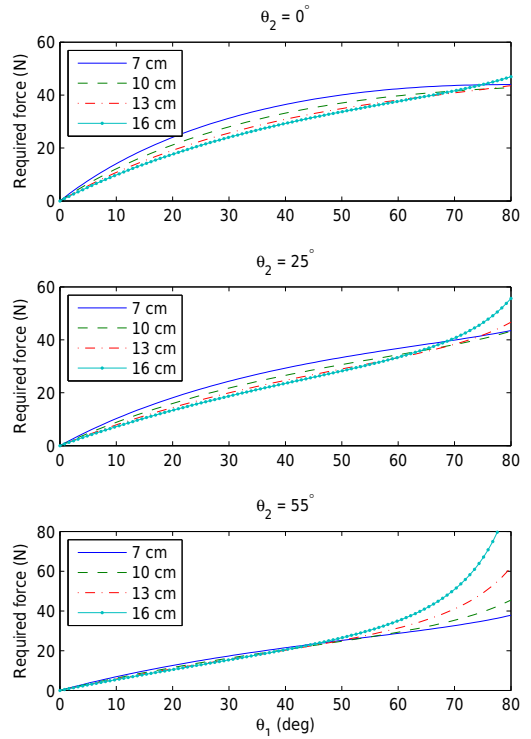 θ2 = 0°
60
40
20
0
Required force (N)
7 cm
10 cm
13 cm
16 cm
0 10 20 30 40 50 60 70 80
θ2 = 25°
60
40
20
0
Required force (N)
7 cm
10 cm
13 cm
16 cm
0 10 20 30 40 50 60 70 80
θ2 = 55°
80
60
40
20
0
Required force (N)
7 cm
10 cm
13 cm
16 cm
0 10 20 30 40 50 60 70 80
θ1 (deg)